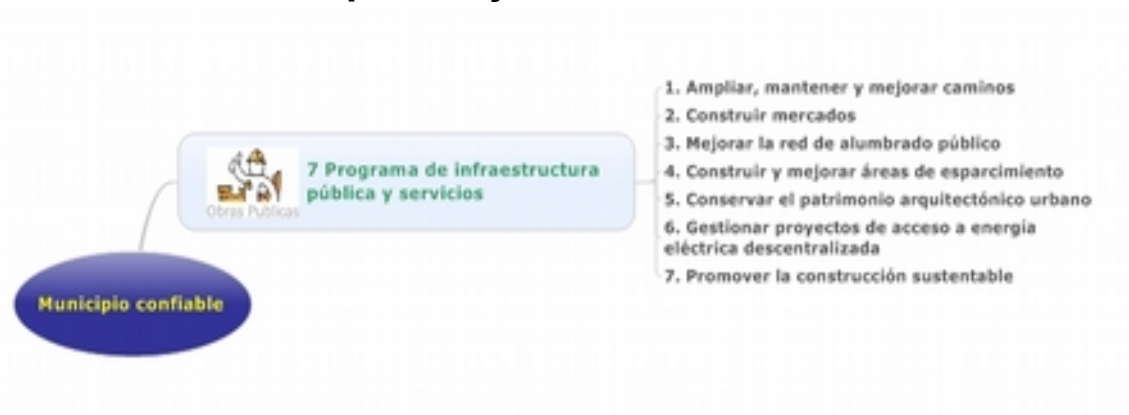 7 Programa de infraestructura
pública y servicios
Obras Publicas
Municipio confiable
1. Ampliar, mantener y mejorar caminos
2. Construir mercados
3. Mejorar la red de alumbrado público
4. Construir y mejorar áreas de esparcimiento
5. Conservar el patrimonio arquitectónico urbano
6. Gestionar proyectos de acceso a energía
eléctrica descentralizada
7. Promover la construcción sustentable